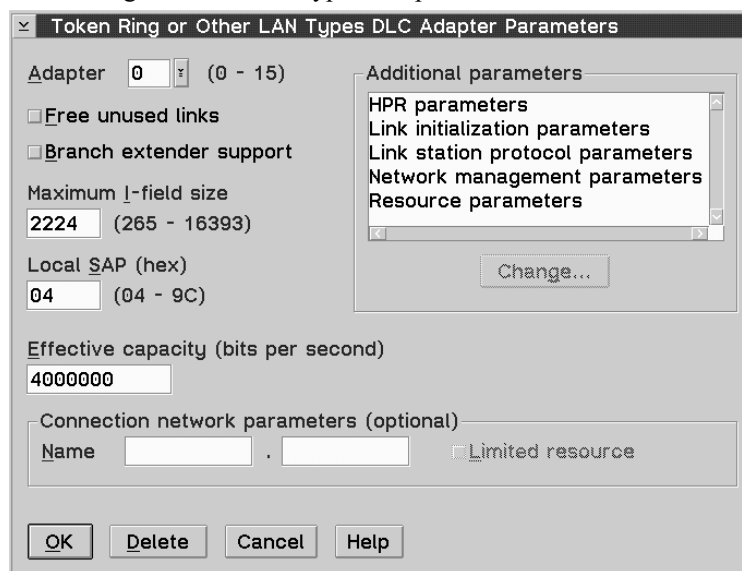 Token Ring or Other LAN Types DLC Adapter Parameters
Adapter 0 (0 - 15)
Free unused links
Branch extender support
Maximum I-field size
2224 (265 - 16393)
Local SAP (hex)
04 (04 - 9C)
Additional parameters
HPR parameters
Link initialization parameters
Link station protocol parameters
Network management parameters
Resource parameters
Change...
Effective capacity (bits per second)
4000000
Connection network parameters (optional)
Name . Limited resource
OK Delete Cancel Help